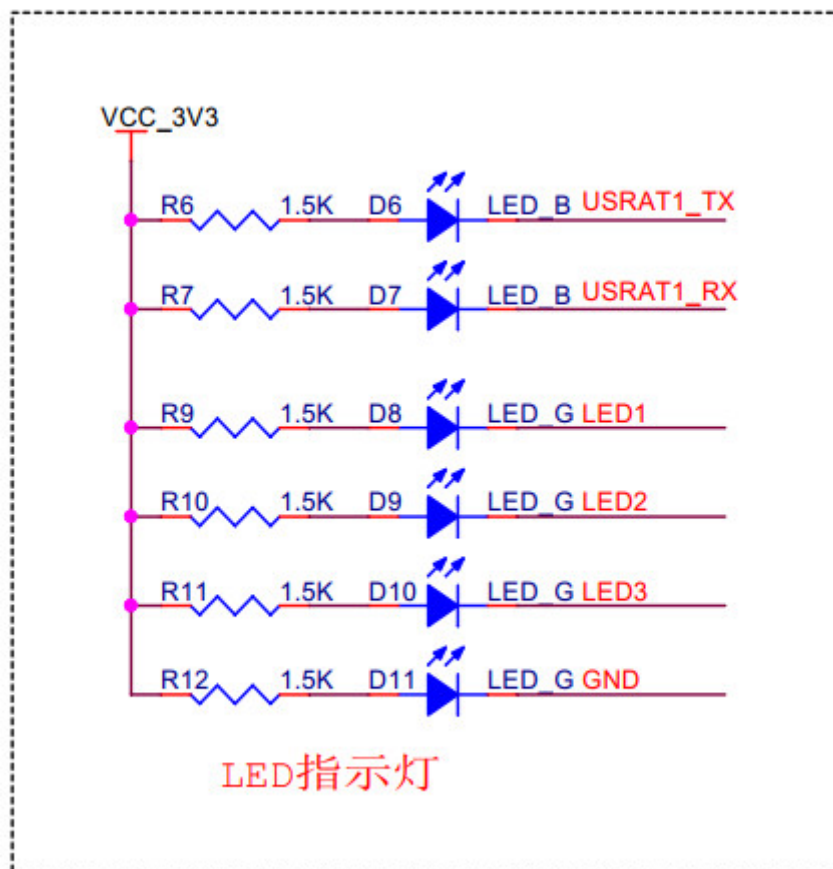 VCC_3V3
R6 1.5K D6 LED_B USRAT1_TX
R7 1.5K D7 LED_B USRAT1_RX
R9 1.5K D8 LED_G LED1
R10 1.5K D9 LED_G LED2
R11 1.5K D10 LED_G LED3
R12 1.5K D11 LED_G GND
LED指示灯